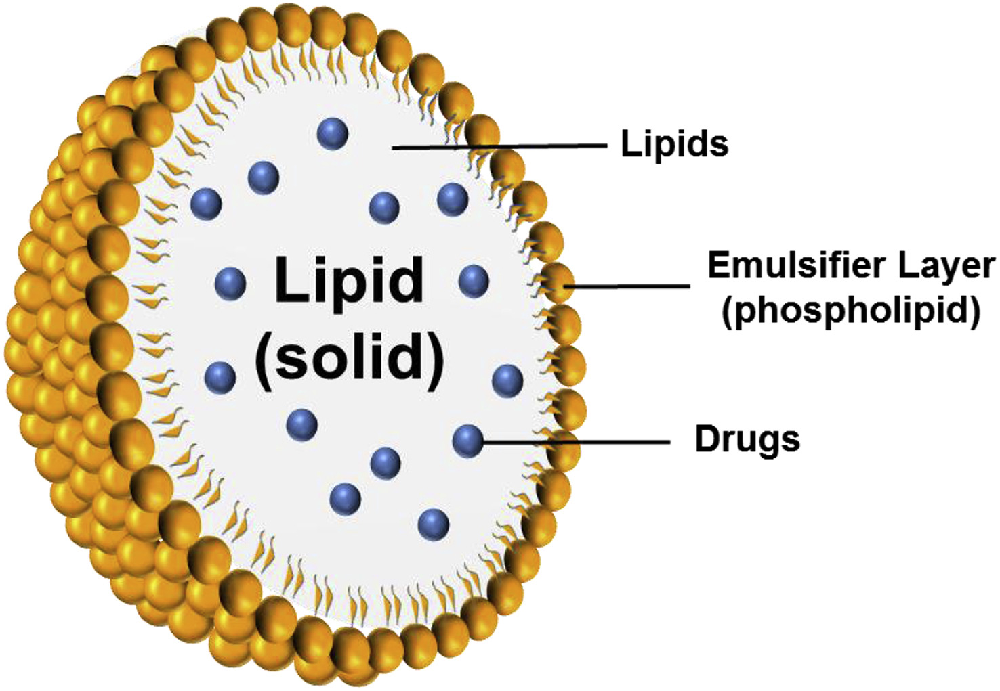 Lipids
Emulsifier Layer
(phospholipid)
Lipid
(solid)
Drugs